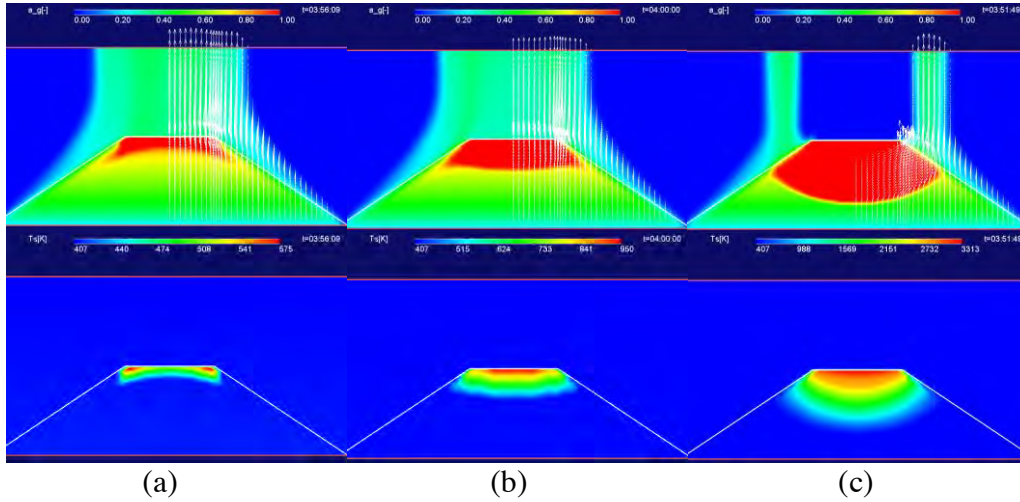 a_g[-] 0.00 0.20 0.40 0.60 0.80 1.00 t=03:56:09
a_g[-] 0.00 0.20 0.40 0.60 0.80 1.00 t=04:00:00
a_g[-] 0.00 0.20 0.40 0.60 0.80 1.00 t=03:51:49
Ts[K] 407 440 474 508 541 575 t=03:56:09
Ts[K] 407 515 624 733 841 950 t=04:00:00
Ts[K] 407 988 1569 2151 2732 3313 t=03:51:49
(a) (b) (c)